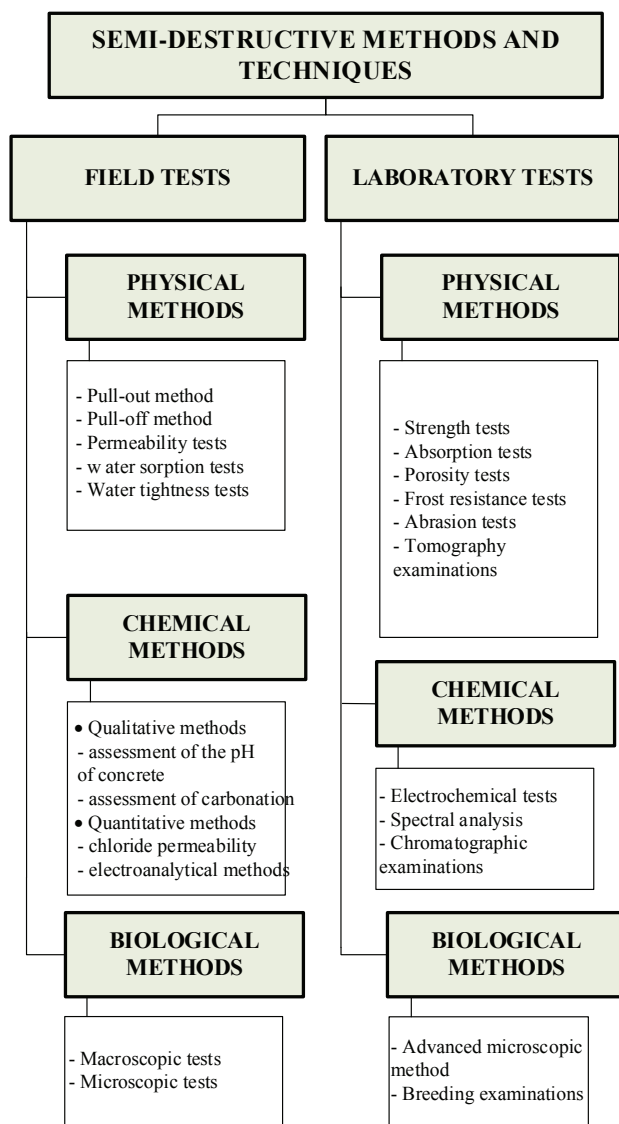 SEMI-DESTRUCTIVE METHODS AND
TECHNIQUES
FIELD TESTS
PHYSICAL
METHODS
- Pull-out method
- Pull-off method
- Permeability tests
- w ater sorption tests
- Water tightness tests
CHEMICAL
METHODS
• Qualitative methods
- assessment of the pH
of concrete
- assessment of carbonation
• Quantitative methods
- chloride permeability
- electroanalytical methods
BIOLOGICAL
METHODS
- Macroscopic tests
- Microscopic tests
LABORATORY TESTS
PHYSICAL
METHODS
- Strength tests
- Absorption tests
- Porosity tests
- Frost resistance tests
- Abrasion tests
- Tomography
examinations
CHEMICAL
METHODS
- Electrochemical tests
- Spectral analysis
- Chromatographic
examinations
BIOLOGICAL
METHODS
- Advanced microscopic
method
- Breeding examinations